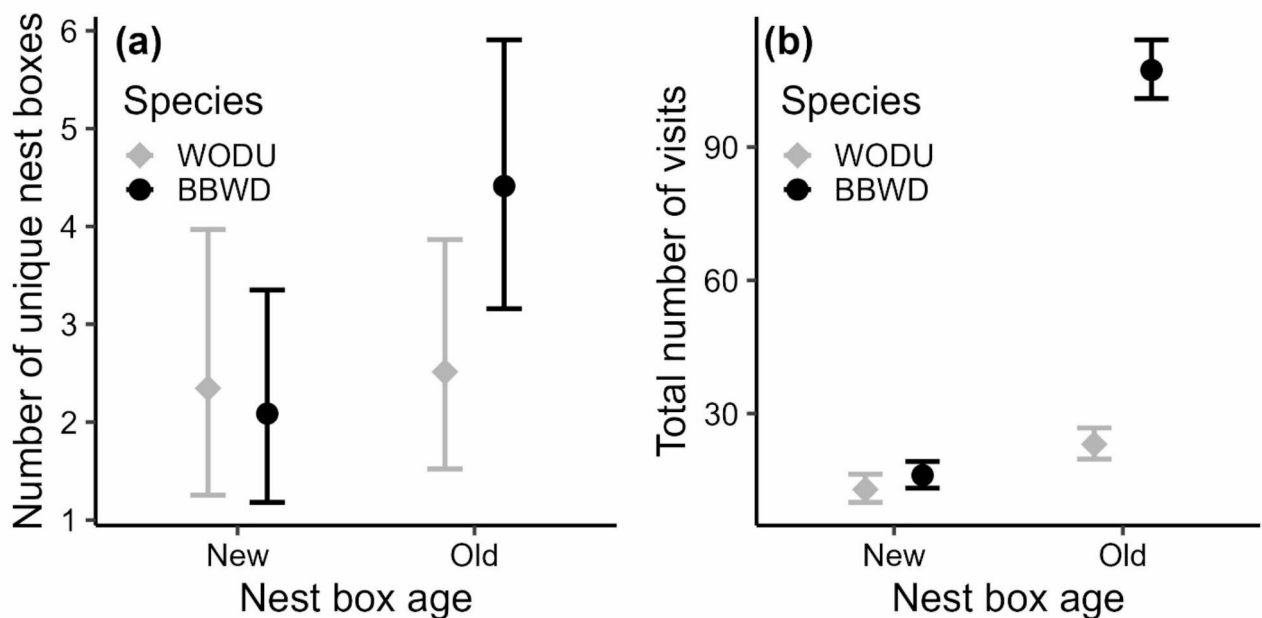 (a)
Number of unique nest boxes
6
5
4
3
2
1
Species
WODU
BBWD
New
Old
Nest box age
(b)
Total number of visits
90
60
30
Species
WODU
BBWD
New
Old
Nest box age